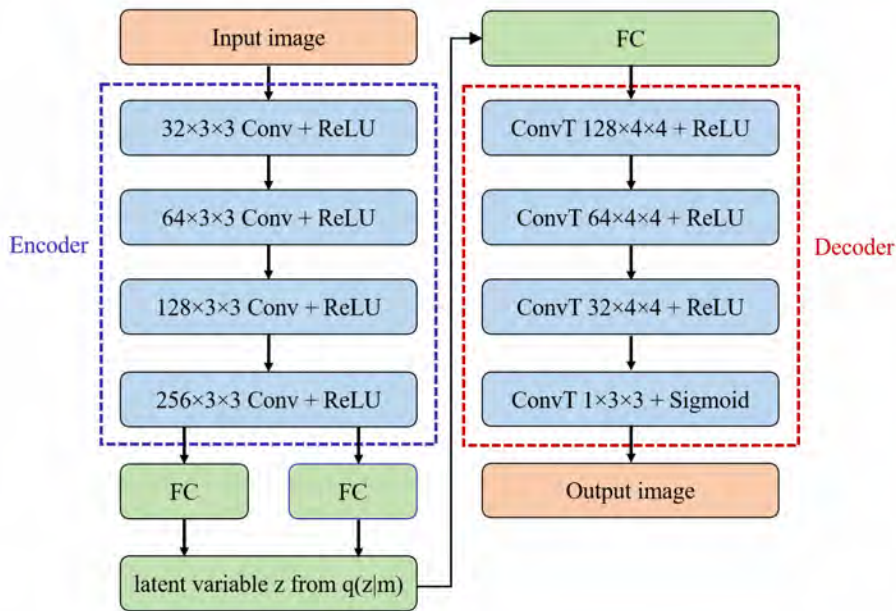 Input image
32×3×3 Conv + ReLU
64×3×3 Conv + ReLU
Encoder
128×3×3 Conv + ReLU
256×3×3 Conv + ReLU
FC
FC
latent variable z from q(z|m)
FC
ConvT 128×4×4 + ReLU
ConvT 64×4×4 + ReLU
Decoder
ConvT 32×4×4 + ReLU
ConvT 1×3×3 + Sigmoid
Output image